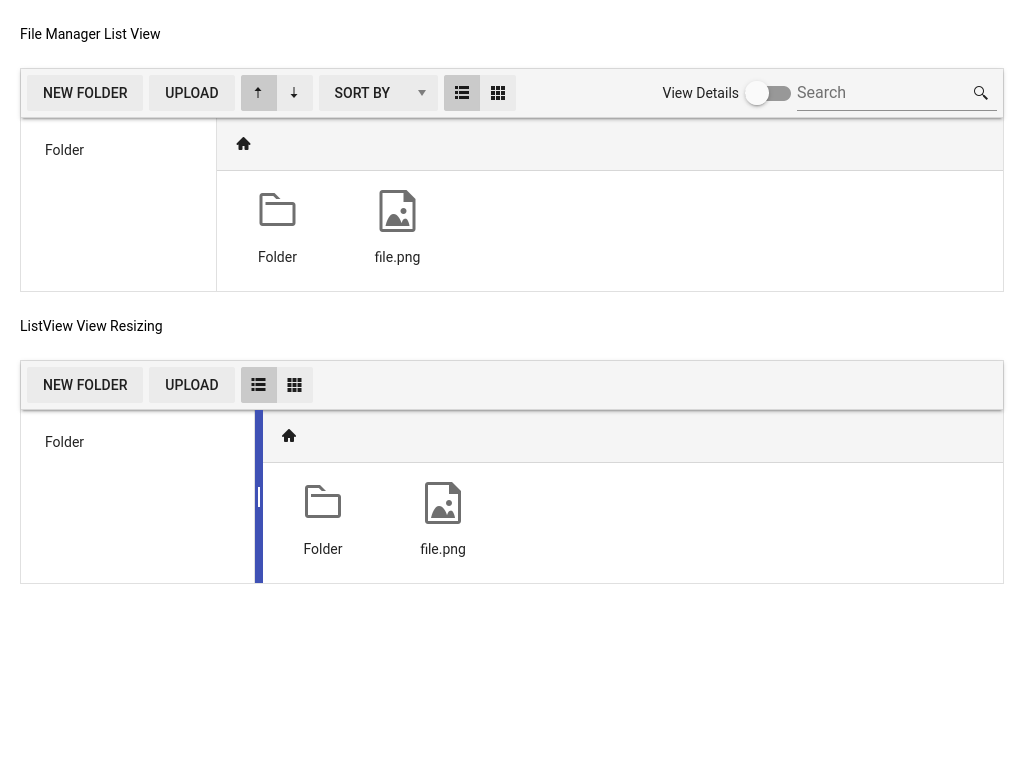 File Manager List View
NEW FOLDER UPLOAD SORT BY View Details Search
Folder
Folder file.png
ListView View Resizing
NEW FOLDER UPLOAD
Folder
Folder file.png